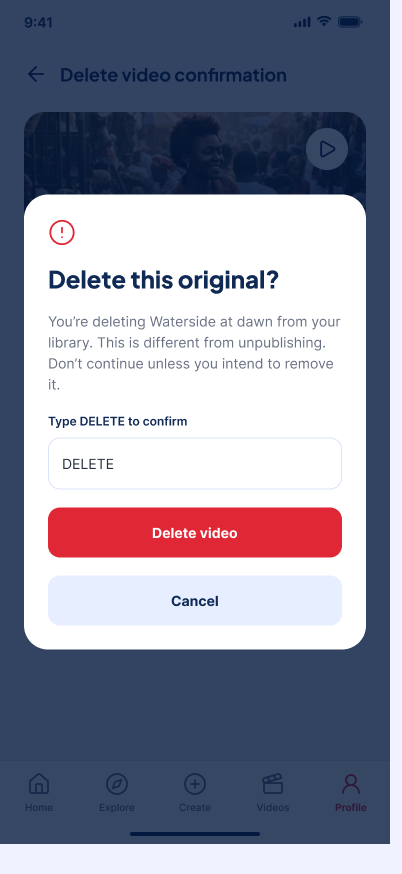 9:41
Delete video confirmation
Delete this original?
You’re deleting Waterside at dawn from your
library. This is different from unpublishing.
Don’t continue unless you intend to remove
it.
Type DELETE to confirm
DELETE
Delete video
Cancel
Home
Explore
Create
Videos
Profile